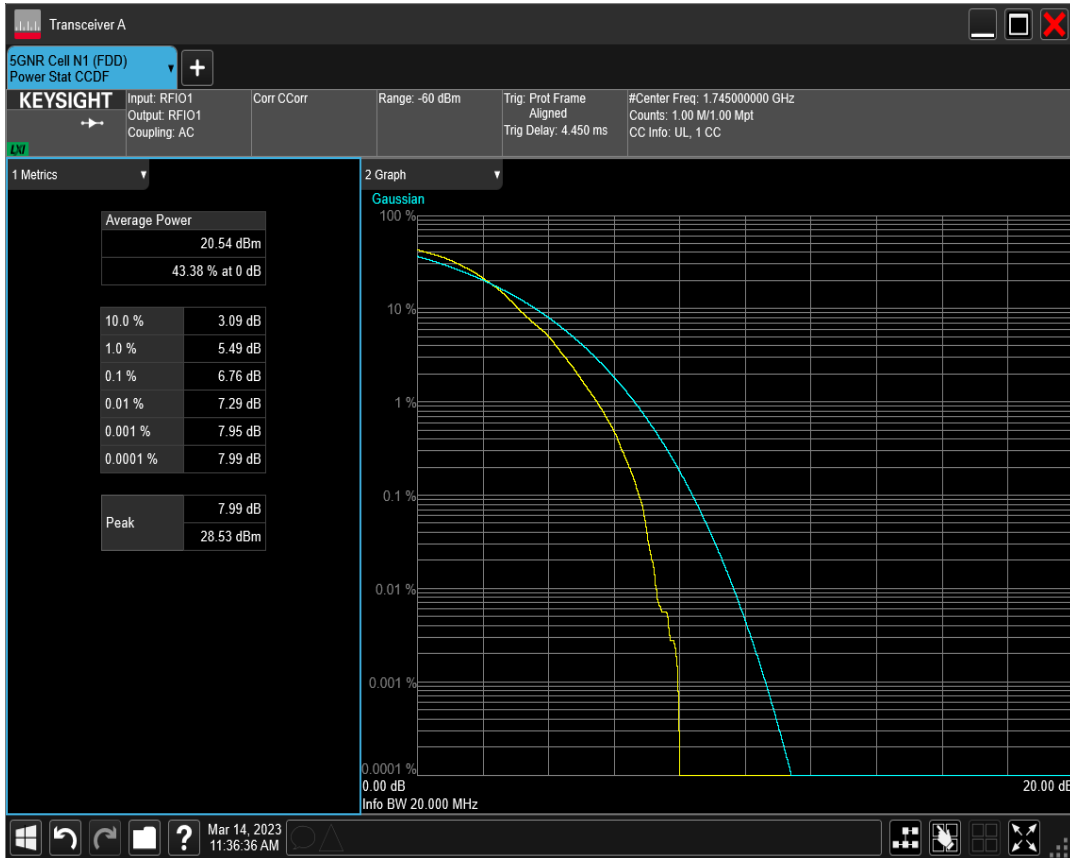 Transceiver A
5GNR Cell N1 (FDD)
Power Stat CCDF
+
KEYSIGHT
LXI
Input: RFIO1
Output: RFIO1
Coupling: AC
Corr CCorr
Range: -60 dBm
Trig: Prot Frame
Aligned
Trig Delay: 4.450 ms
#Center Freq: 1.745000000 GHz
Counts: 1.00 M/1.00 Mpt
CC Info: UL, 1 CC
1 Metrics
Average Power
20.54 dBm
43.38 % at 0 dB
10.0 % 3.09 dB
1.0 % 5.49 dB
0.1 % 6.76 dB
0.01 % 7.29 dB
0.001 % 7.95 dB
0.0001 % 7.99 dB
Peak
7.99 dB
28.53 dBm
2 Graph
Gaussian
100 %
10 %
1 %
0.1 %
0.01 %
0.001 %
0.0001 %
0.00 dB 20.00 dB
Info BW 20.000 MHz
?
Mar 14, 2023
11:36:36 AM